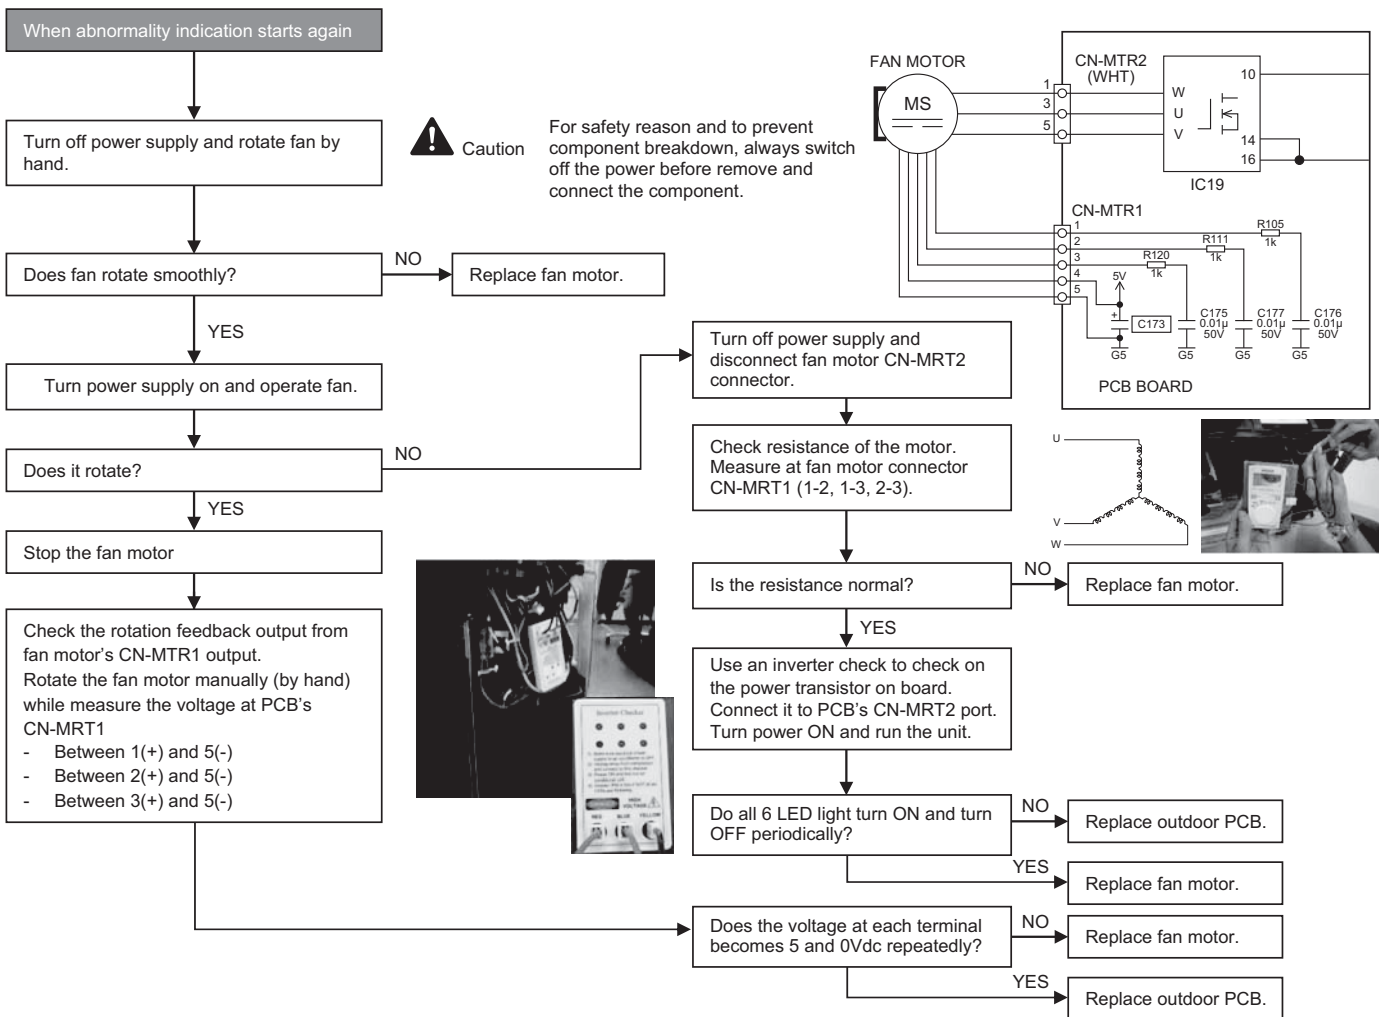 When abnormality indication starts again
Turn off power supply and rotate fan by
hand.
Caution
For safety reason and to prevent
component breakdown, always switch
off the power before remove and
connect the component.
Does fan rotate smoothly?
NO
Replace fan motor.
YES
Turn power supply on and operate fan.
Does it rotate?
NO
YES
Stop the fan motor
Check the rotation feedback output from
fan motor's CN-MTR1 output.
Rotate the fan motor manually (by hand)
while measure the voltage at PCB's
CN-MRT1
- Between 1(+) and 5(-)
- Between 2(+) and 5(-)
- Between 3(+) and 5(-)
Turn off power supply and
disconnect fan motor CN-MRT2
connector.
Check resistance of the motor.
Measure at fan motor connector
CN-MRT1 (1-2, 1-3, 2-3).
Is the resistance normal?
NO
Replace fan motor.
YES
Use an inverter check to check on
the power transistor on board.
Connect it to PCB's CN-MRT2 port.
Turn power ON and run the unit.
Do all 6 LED light turn ON and turn
OFF periodically?
NO
Replace outdoor PCB.
YES
Replace fan motor.
Does the voltage at each terminal
becomes 5 and 0Vdc repeatedly?
NO
Replace fan motor.
YES
Replace outdoor PCB.
FAN MOTOR
MS
CN-MTR2
(WHT)
1
3
5
W
U
V
10
14
16
IC19
CN-MTR1
1
2
3
4
5
R105
1k
R111
1k
R120
1k
5V
+
C173
C175
0.01µ
50V
C177
0.01µ
50V
C176
0.01µ
50V
G5
G5
G5
G5
PCB BOARD
U
V
W
Inverter Checker
HIGH
VOLTAGE
RED BLUE YELLOW